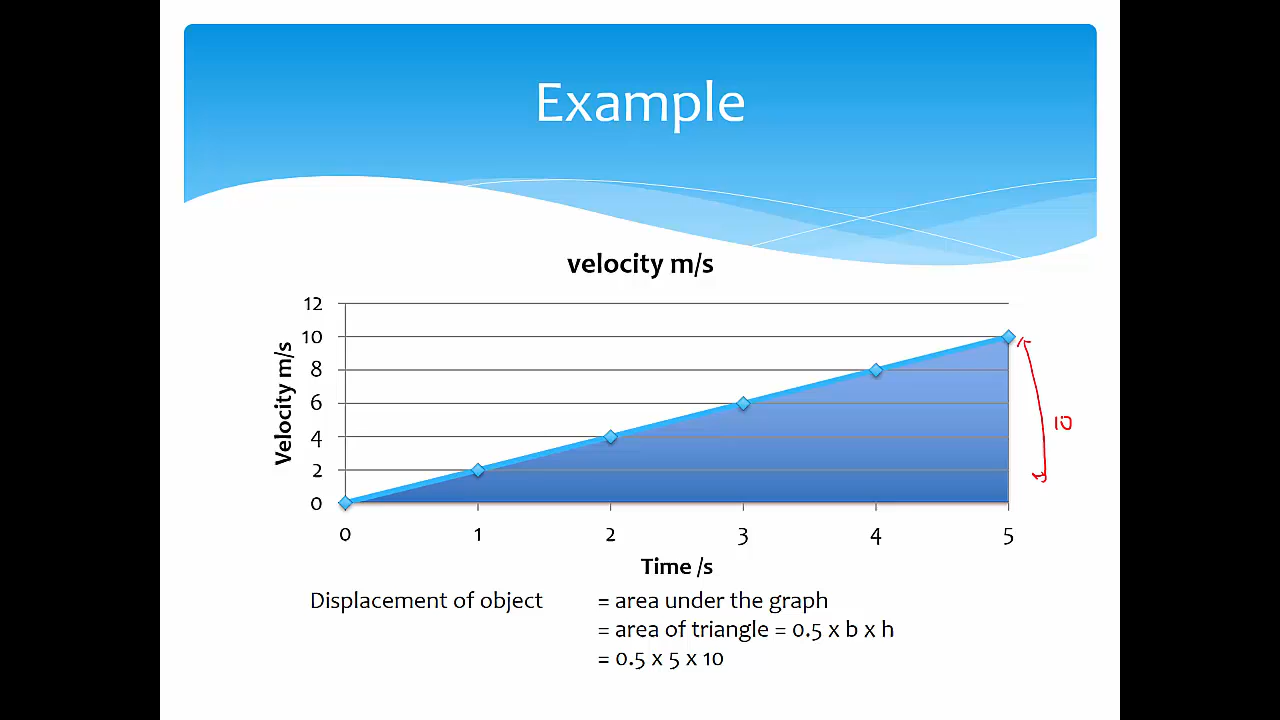 Example
velocity m/s
12
10
8
6
4
2
0
Velocity m/s
10
0 1 2 3 4 5
Time /s
Displacement of object = area under the graph
= area of triangle = 0.5 x b x h
= 0.5 x 5 x 10